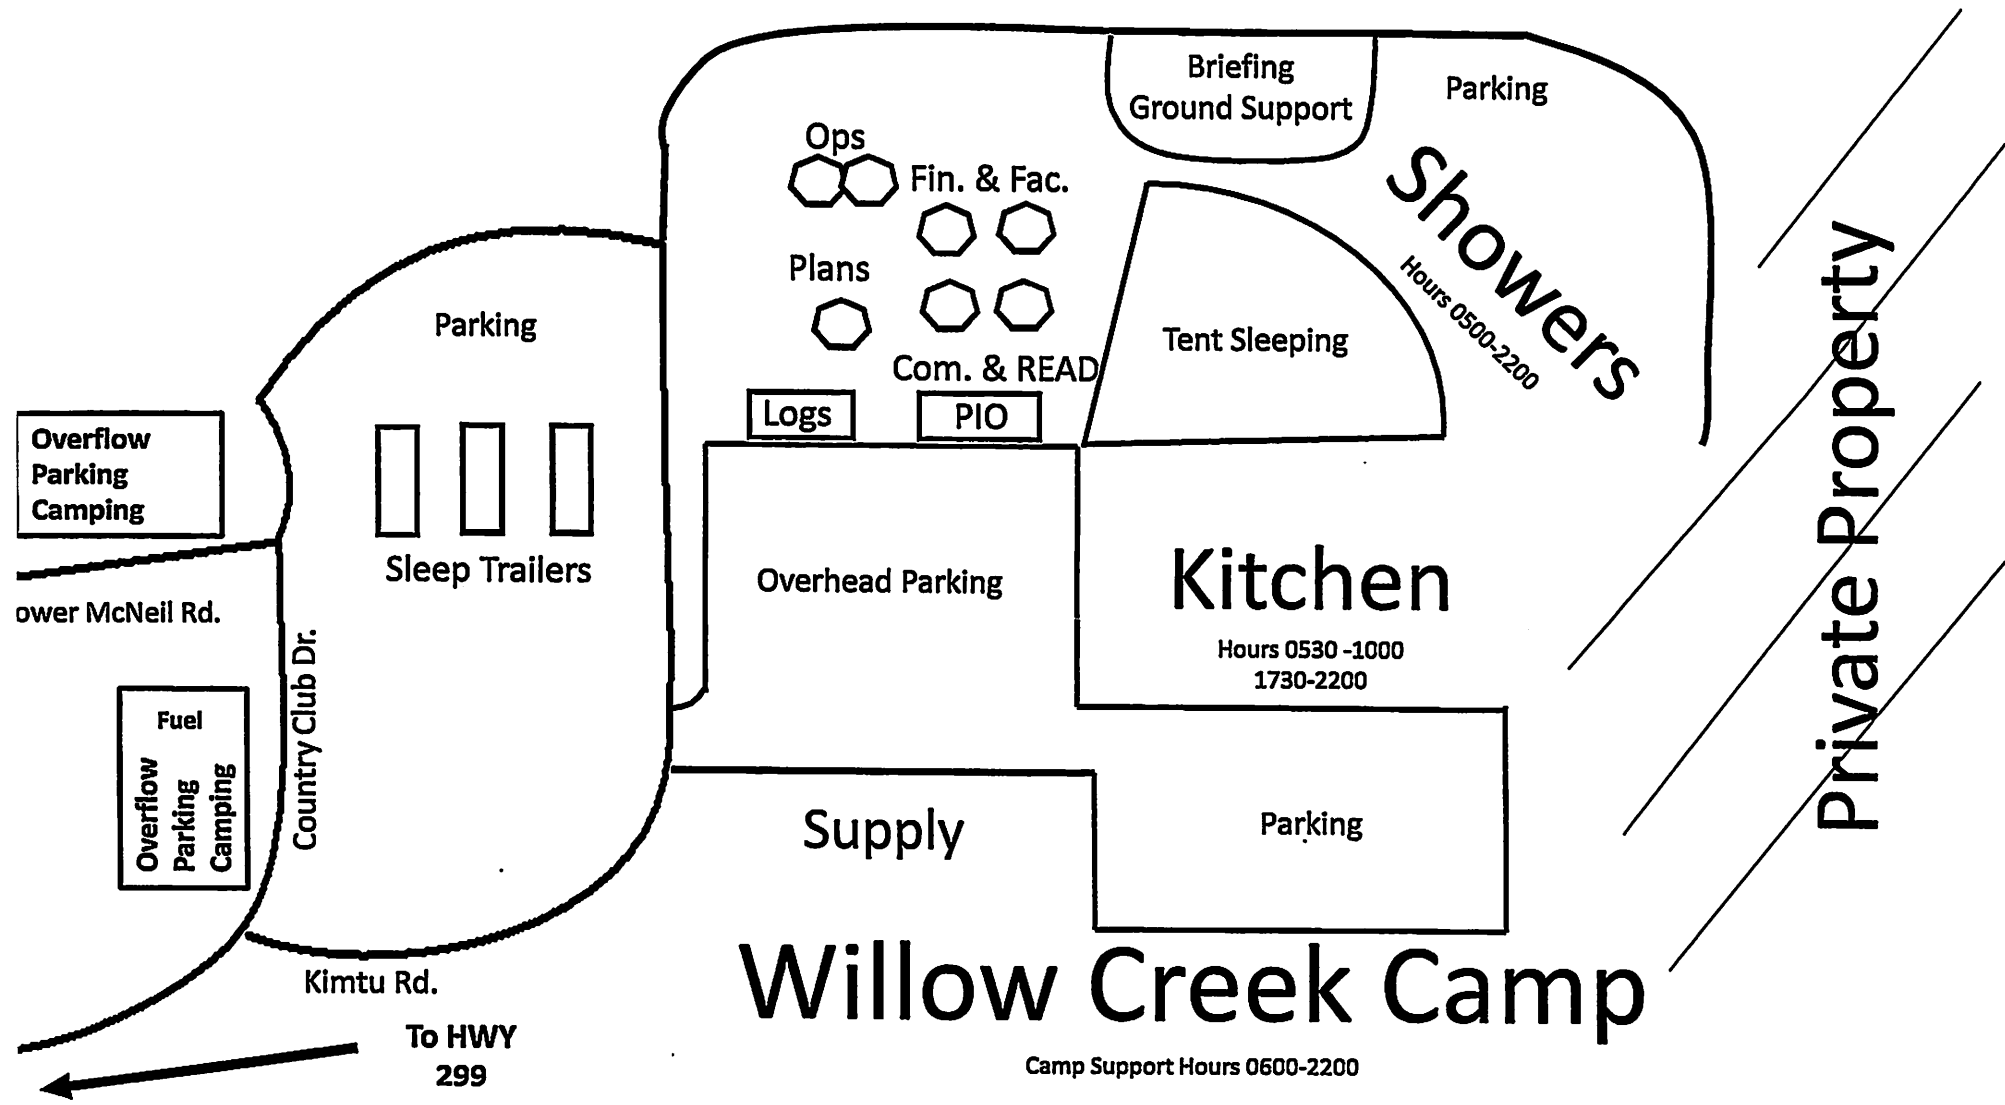 Briefing
Ground Support
Parking
Ops
Fin. & Fac.
Showers
Hours 0500-2200
Plans
Parking
Tent Sleeping
Com. & READ
Logs
PIO
Private Property
Overflow
Parking
Camping
Sleep Trailers
Overhead Parking
Kitchen
Hours 0530 -1000
1730-2200
ower McNeil Rd.
Country Club Dr.
Fuel
Overflow
Parking
Camping
Supply
Parking
Kimtu Rd.
Willow Creek Camp
To HWY
299
Camp Support Hours 0600-2200